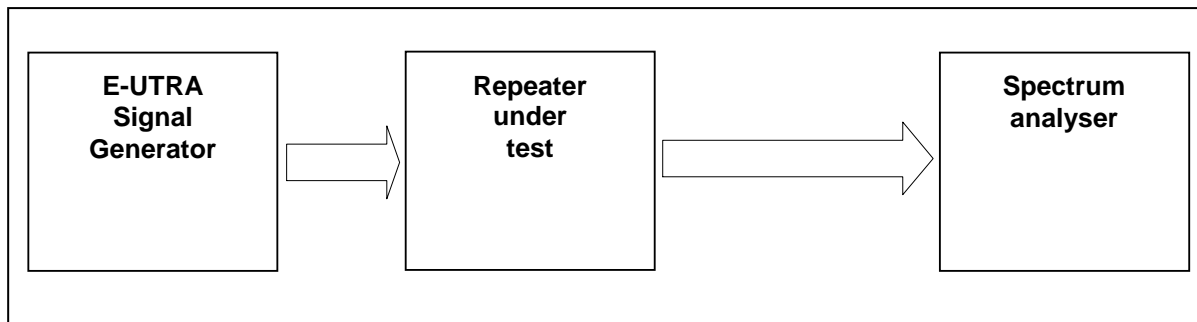 E-UTRA
Signal
Generator
Repeater
under
test
Spectrum
analyser